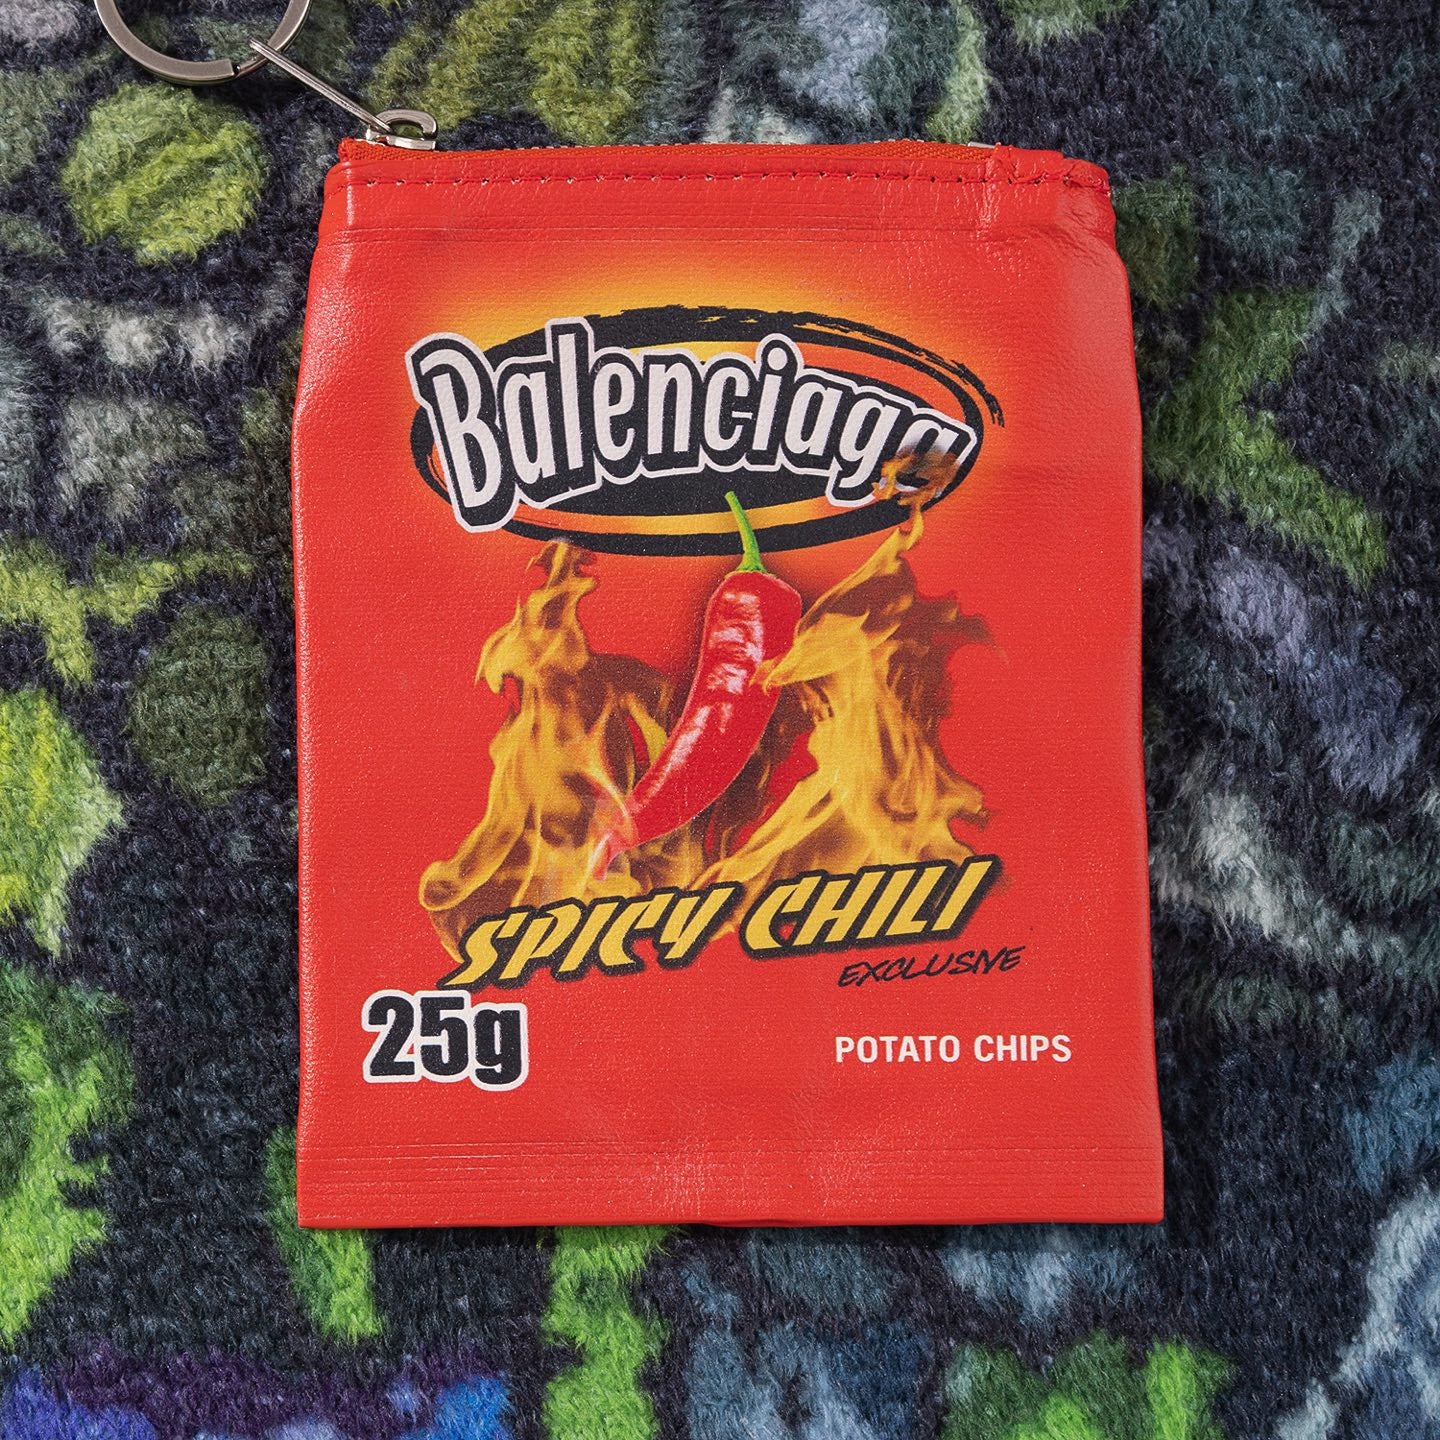 Balenciaga
SPICY CHILI
EXCLUSIVE
25g
POTATO CHIPS